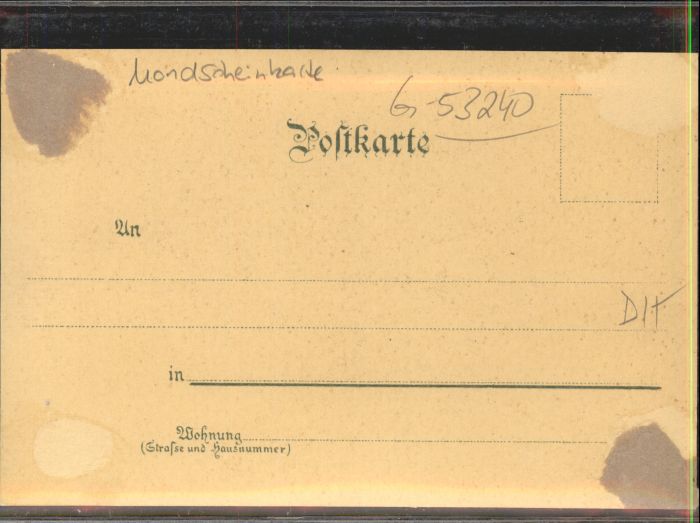 Mondscheinkarte
G-53240
Poſtkarte
An
DIT
in
Wohnung
(Straſse und Hausnummer)